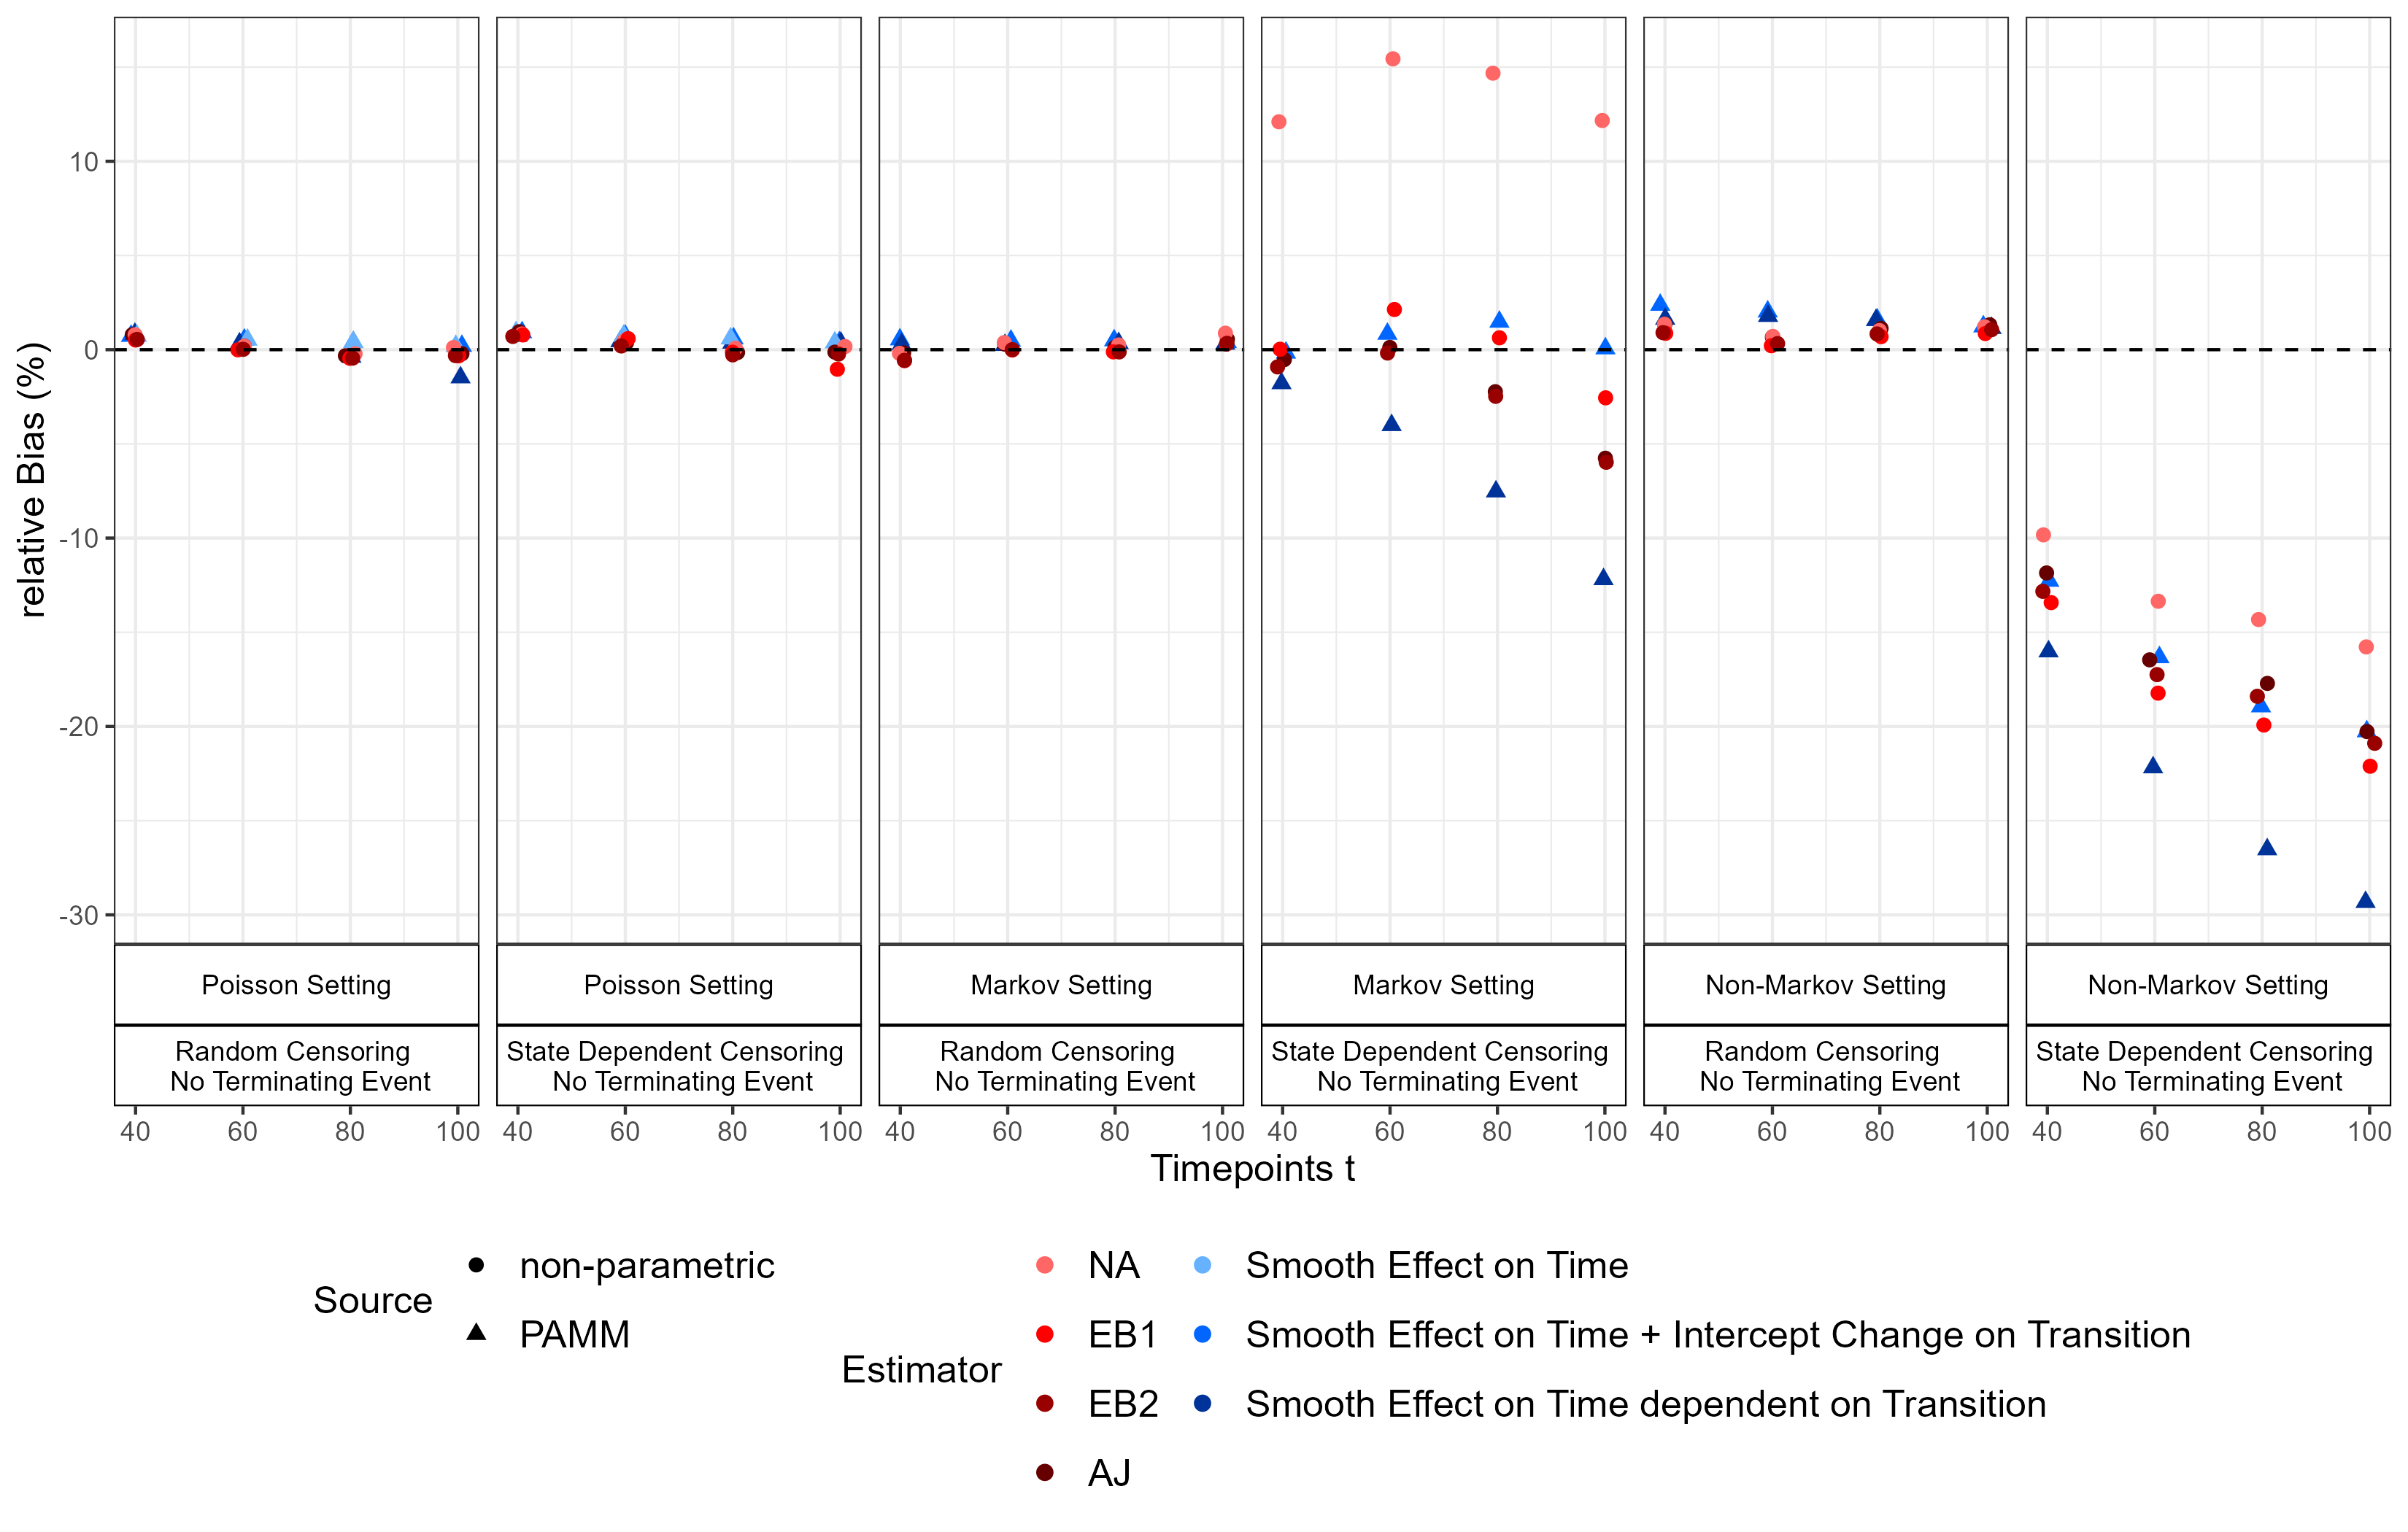 relative Bias (%)
10
0
-10
-20
-30
Poisson Setting
Poisson Setting
Markov Setting
Markov Setting
Non-Markov Setting
Non-Markov Setting
Random Censoring
No Terminating Event
State Dependent Censoring
No Terminating Event
Random Censoring
No Terminating Event
State Dependent Censoring
No Terminating Event
Random Censoring
No Terminating Event
State Dependent Censoring
No Terminating Event
40 60 80 100
40 60 80 100
40 60 80 100
40 60 80 100
40 60 80 100
40 60 80 100
Timepoints t
Source
non-parametric
PAMM
Estimator
NA
EB1
EB2
AJ
Smooth Effect on Time
Smooth Effect on Time + Intercept Change on Transition
Smooth Effect on Time dependent on Transition